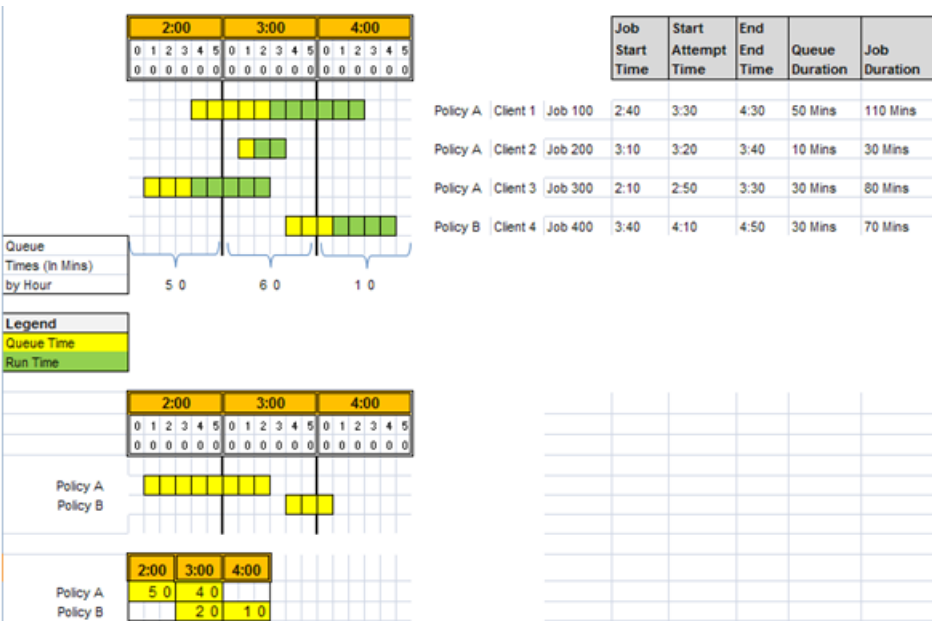 2:00 3:00 4:00
0 1 2 3 4 5 0 1 2 3 4 5 0 1 2 3 4 5
0 0 0 0 0 0 0 0 0 0 0 0 0 0 0 0 0 0
Job Start Time Start Attempt Time End End Time Queue Duration Job Duration
Policy A Client 1 Job 100 2:40 3:30 4:30 50 Mins 110 Mins
Policy A Client 2 Job 200 3:10 3:20 3:40 10 Mins 30 Mins
Policy A Client 3 Job 300 2:10 2:50 3:30 30 Mins 80 Mins
Policy B Client 4 Job 400 3:40 4:10 4:50 30 Mins 70 Mins
Queue
Times (In Mins)
by Hour 5 0 6 0 1 0
Legend
Queue Time
Run Time
2:00 3:00 4:00
0 1 2 3 4 5 0 1 2 3 4 5 0 1 2 3 4 5
0 0 0 0 0 0 0 0 0 0 0 0 0 0 0 0 0 0
Policy A
Policy B
2:00 3:00 4:00
Policy A 5 0 4 0
Policy B 2 0 1 0